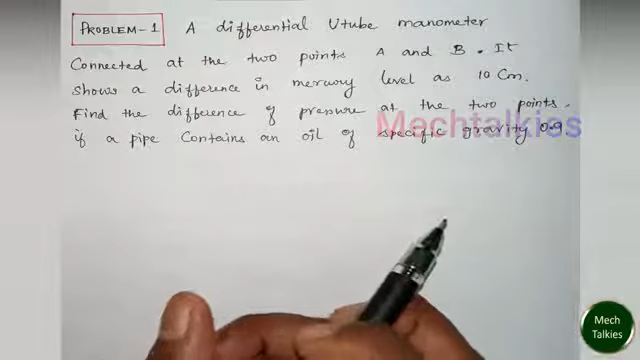 PROBLEM-1 A differential Utube manometer
Connected at the two points A and B. It
shows a difference in mercury level as 10 Cm.
Find the difference of pressure at the two points.
if a pipe Contains an oil of specific gravity 0.9
Mechtalkiss
Mech
Talkies